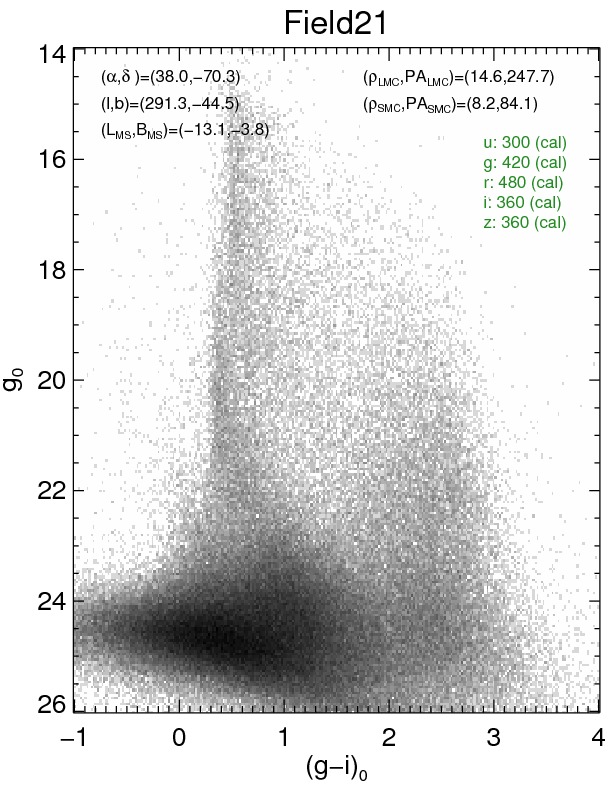 Field21
(α,δ )=(38.0,−70.3)
(ρLMC,PALMC)=(14.6,247.7)
(l,b)=(291.3,−44.5)
(ρSMC,PASMC)=(8.2,84.1)
(LMS,BMS)=(−13.1,−3.8)
u: 300 (cal)
g: 420 (cal)
r: 480 (cal)
i: 360 (cal)
z: 360 (cal)
14
16
18
20
22
24
26
g0
−1 0 1 2 3 4
(g−i)0